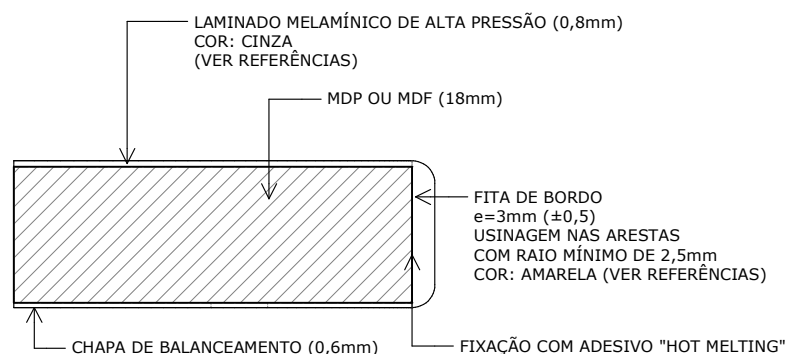 LAMINADO MELAMÍNICO DE ALTA PRESSÃO (0,8mm)
COR: CINZA
(VER REFERÊNCIAS)
MDP OU MDF (18mm)
FITA DE BORDO
e=3mm (±0,5)
USINAGEM NAS ARESTAS
COM RAIO MÍNIMO DE 2,5mm
COR: AMARELA (VER REFERÊNCIAS)
CHAPA DE BALANCEAMENTO (0,6mm)
FIXAÇÃO COM ADESIVO "HOT MELTING"